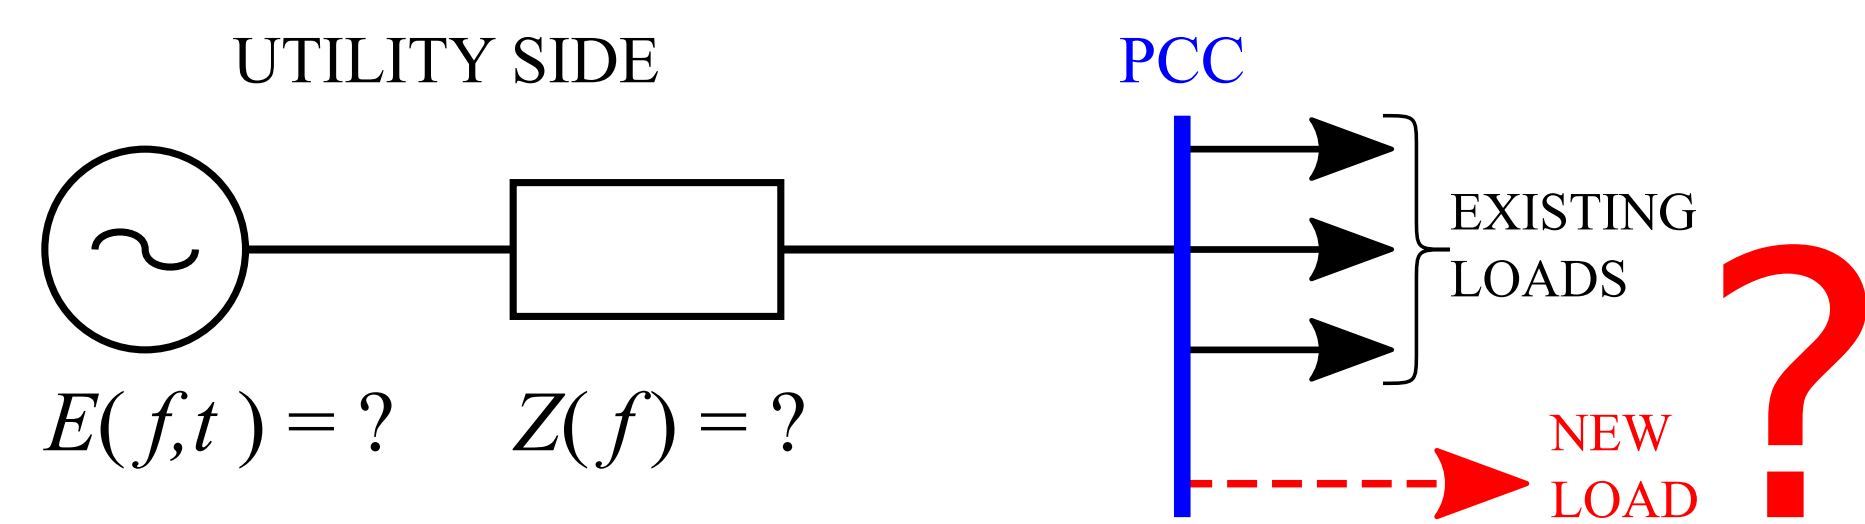 UTILITY SIDE
PCC
EXISTING
LOADS
E(f,t) = ?
Z(f) = ?
NEW
LOAD
?